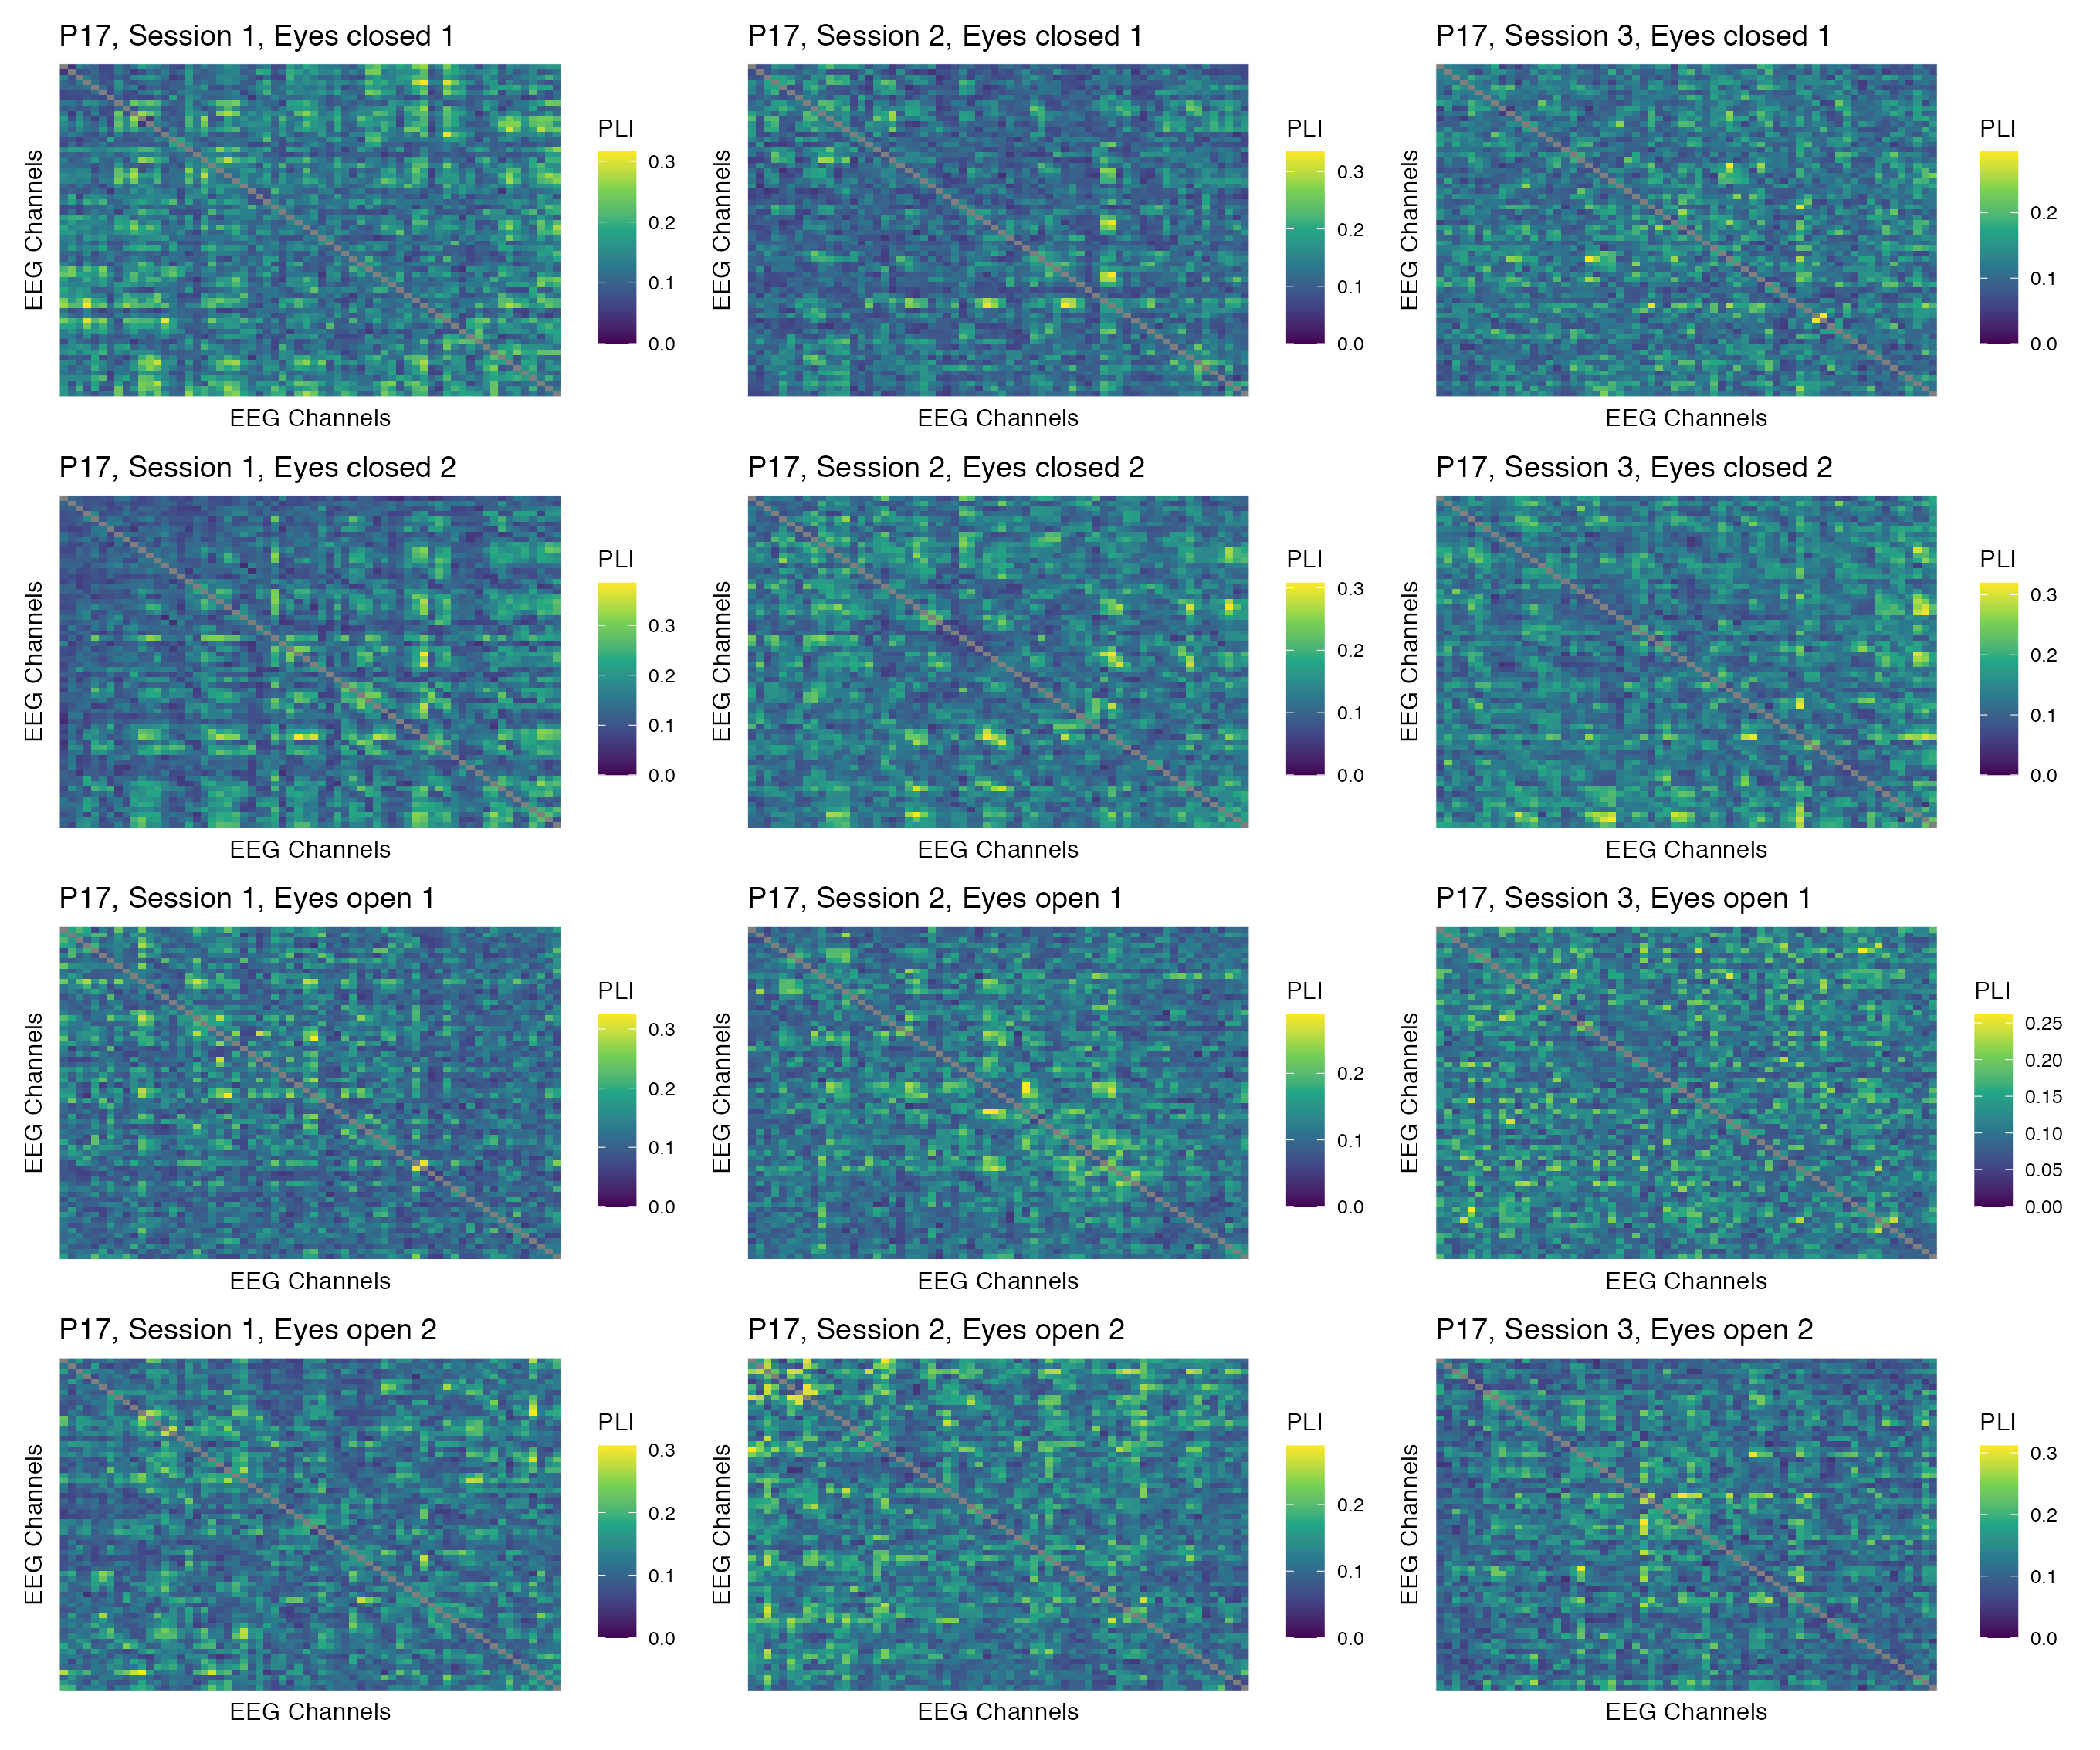 P17, Session 1, Eyes closed 1
EEG Channels
EEG Channels
PLI
0.3
0.2
0.1
0.0
P17, Session 2, Eyes closed 1
EEG Channels
EEG Channels
PLI
0.3
0.2
0.1
0.0
P17, Session 3, Eyes closed 1
EEG Channels
EEG Channels
PLI
0.2
0.1
0.0
P17, Session 1, Eyes closed 2
EEG Channels
EEG Channels
PLI
0.3
0.2
0.1
0.0
P17, Session 2, Eyes closed 2
EEG Channels
EEG Channels
PLI
0.3
0.2
0.1
0.0
P17, Session 3, Eyes closed 2
EEG Channels
EEG Channels
PLI
0.3
0.2
0.1
0.0
P17, Session 1, Eyes open 1
EEG Channels
EEG Channels
PLI
0.3
0.2
0.1
0.0
P17, Session 2, Eyes open 1
EEG Channels
EEG Channels
PLI
0.2
0.1
0.0
P17, Session 3, Eyes open 1
EEG Channels
EEG Channels
PLI
0.25
0.20
0.15
0.10
0.05
0.00
P17, Session 1, Eyes open 2
EEG Channels
EEG Channels
PLI
0.3
0.2
0.1
0.0
P17, Session 2, Eyes open 2
EEG Channels
EEG Channels
PLI
0.2
0.1
0.0
P17, Session 3, Eyes open 2
EEG Channels
EEG Channels
PLI
0.3
0.2
0.1
0.0